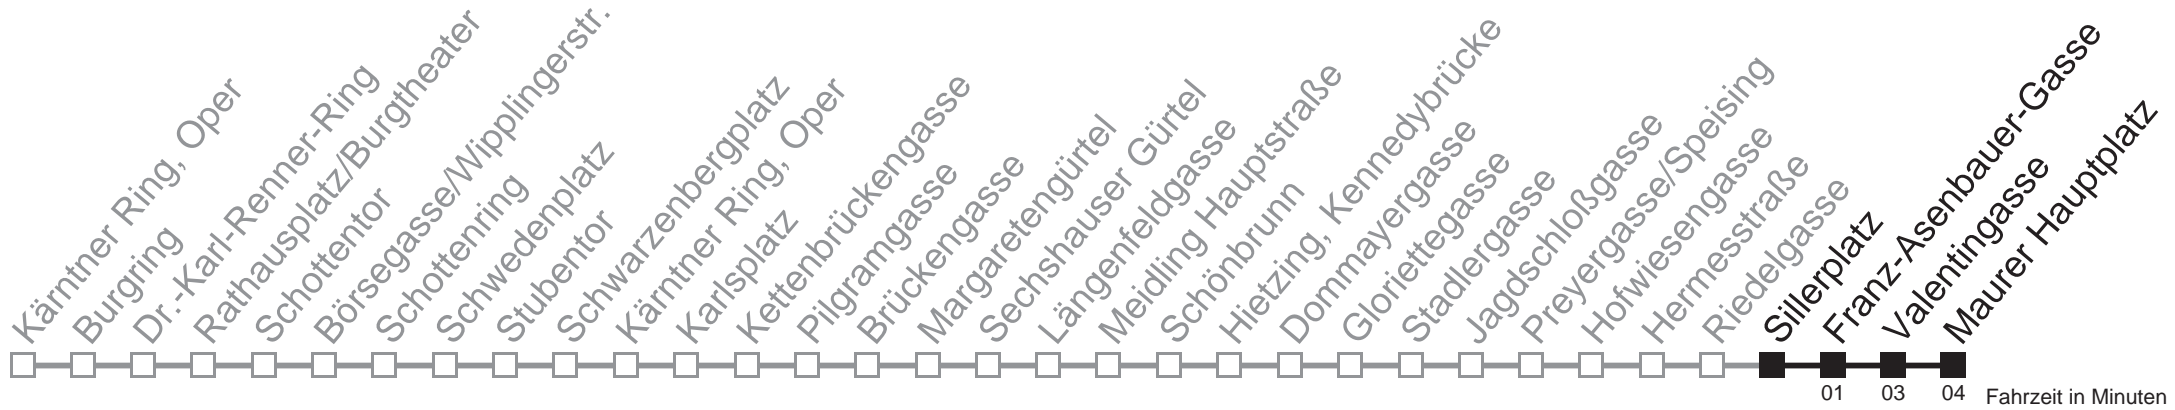 Kärntner Ring, Oper
Burgring
Dr.-Karl-Renner-Ring
Rathausplatz/Burgtheater
Schottentor
Börsegasse/Wipplingerstr.
Schottenring
Schwedenplatz
Stubentor
Schwarzenbergplatz
Kärntner Ring, Oper
Karlsplatz
Kettenbrückengasse
Pilgramgasse
Brückengasse
Margaretengürtel
Sechshauser Gürtel
Längenfeldgasse
Meidling Hauptstraße
Schönbrunn
Hietzing, Kennedybrücke
Dommayergasse
Gloriettegasse
Stadlergasse
Jagdschloßgasse
Preyergasse/Speising
Hofwiesengasse
Hermesstraße
Riedelgasse
Sillerplatz
Franz-Asenbauer-Gasse
Valentingasse
Maurer Hauptplatz
01 03 04 Fahrzeit in Minuten